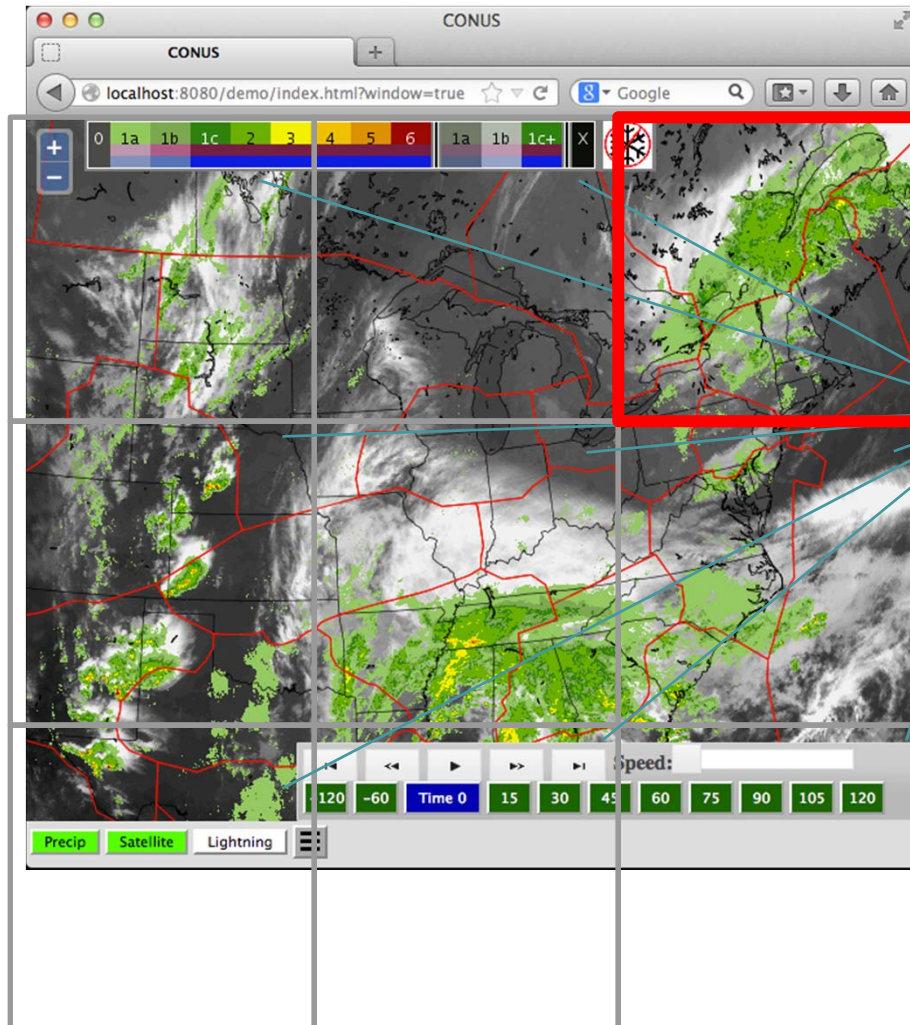 CONUS
CONUS
localhost:8080/demo/index.html?window=true Google
+ 0 1a 1b 1c 2 3 4 5 6 1a 1b 1c+ X
−
Speed:
-60 Time 0 15 30 45 60 75 90 105 120
Precip Satellite Lightning